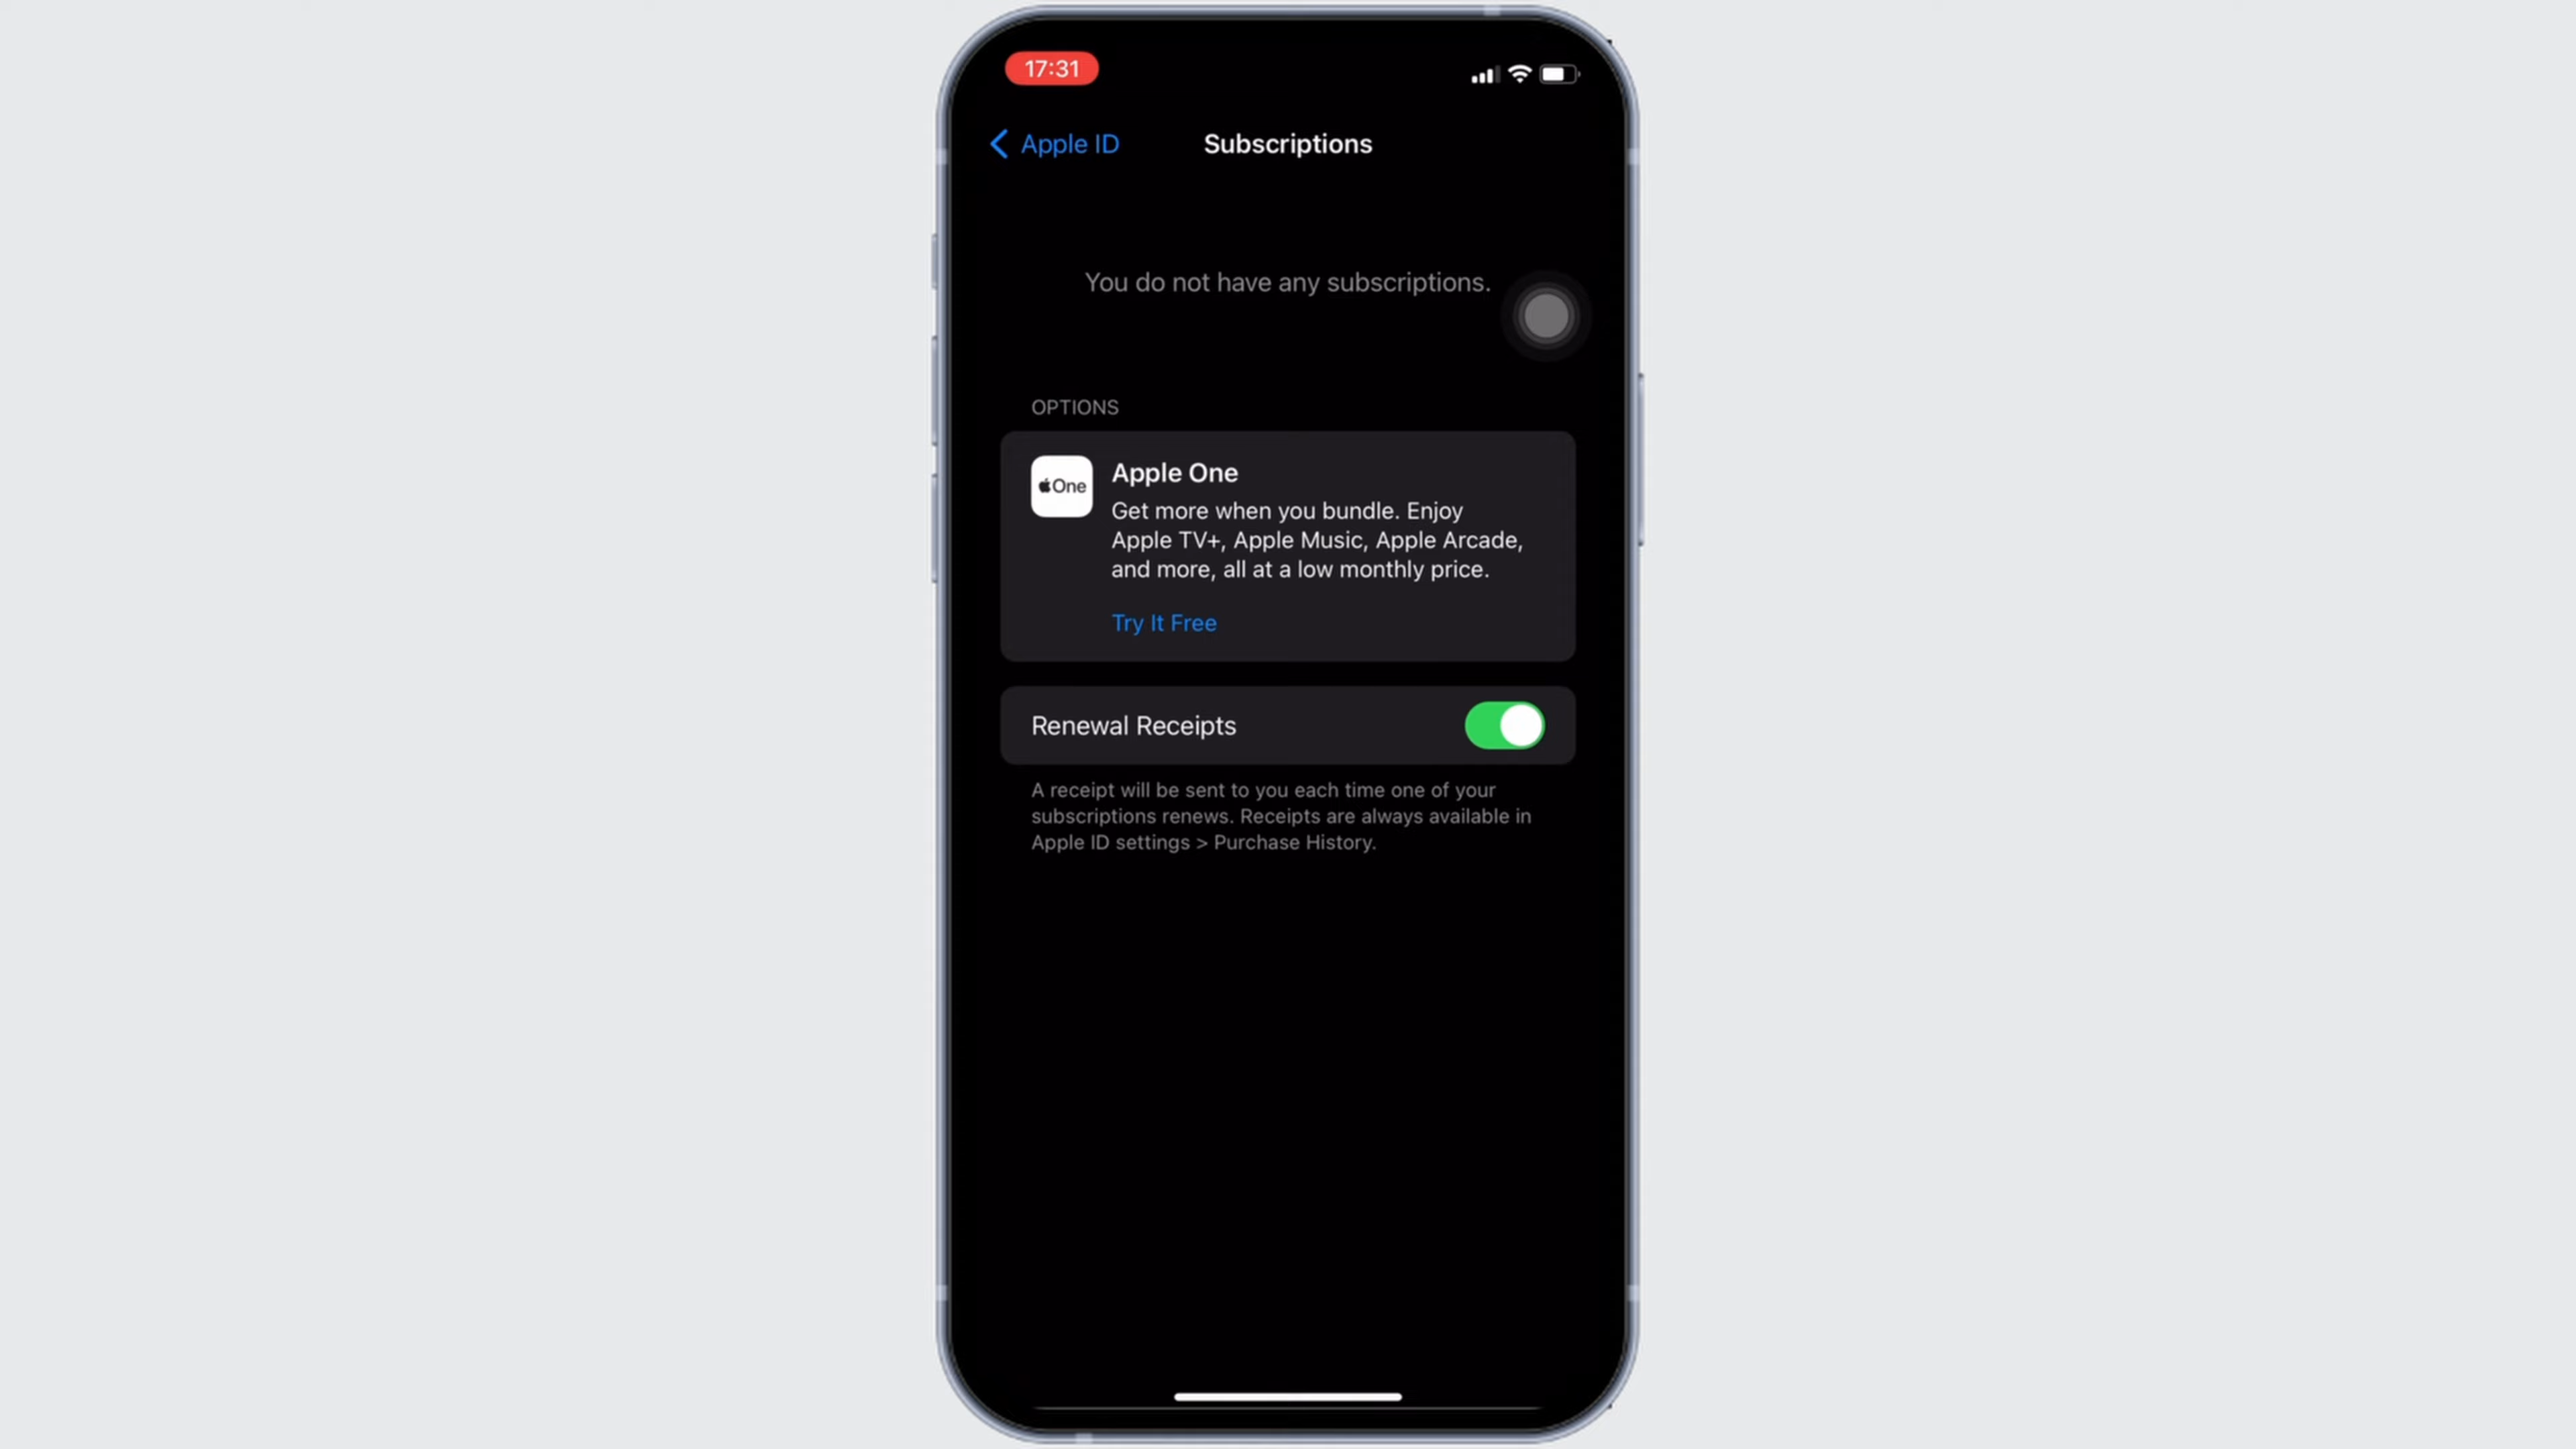 17:31
Apple ID
Subscriptions
You do not have any subscriptions.
OPTIONS
One
Apple One
Get more when you bundle. Enjoy
Apple TV+, Apple Music, Apple Arcade,
and more, all at a low monthly price.
Try It Free
Renewal Receipts
A receipt will be sent to you each time one of your
subscriptions renews. Receipts are always available in
Apple ID settings > Purchase History.